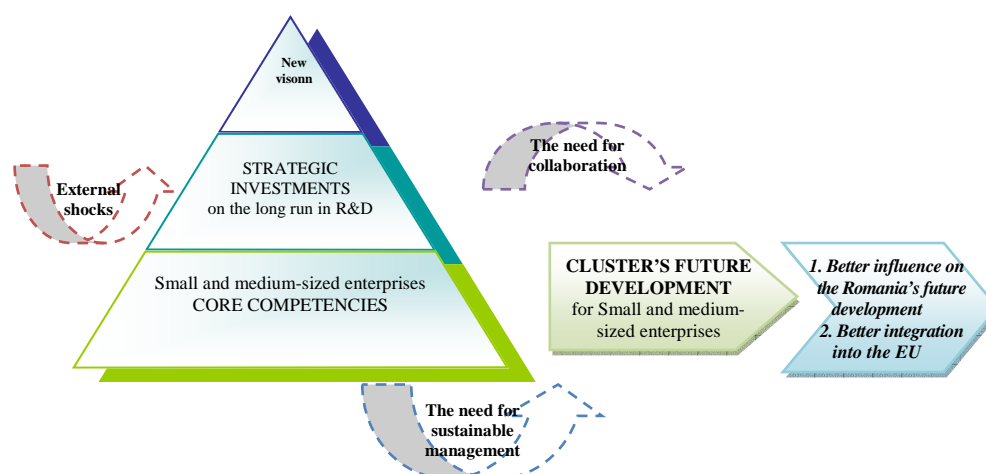 New
visonn
STRATEGIC
INVESTMENTS
on the long run in R&D
Small and medium-sized enterprises
CORE COMPETENCIES
External
shocks
The need for
collaboration
CLUSTER'S FUTURE
DEVELOPMENT
for Small and medium-
sized enterprises
1. Better influence on
the Romania's future
development
2. Better integration
into the EU
The need for
sustainable
management